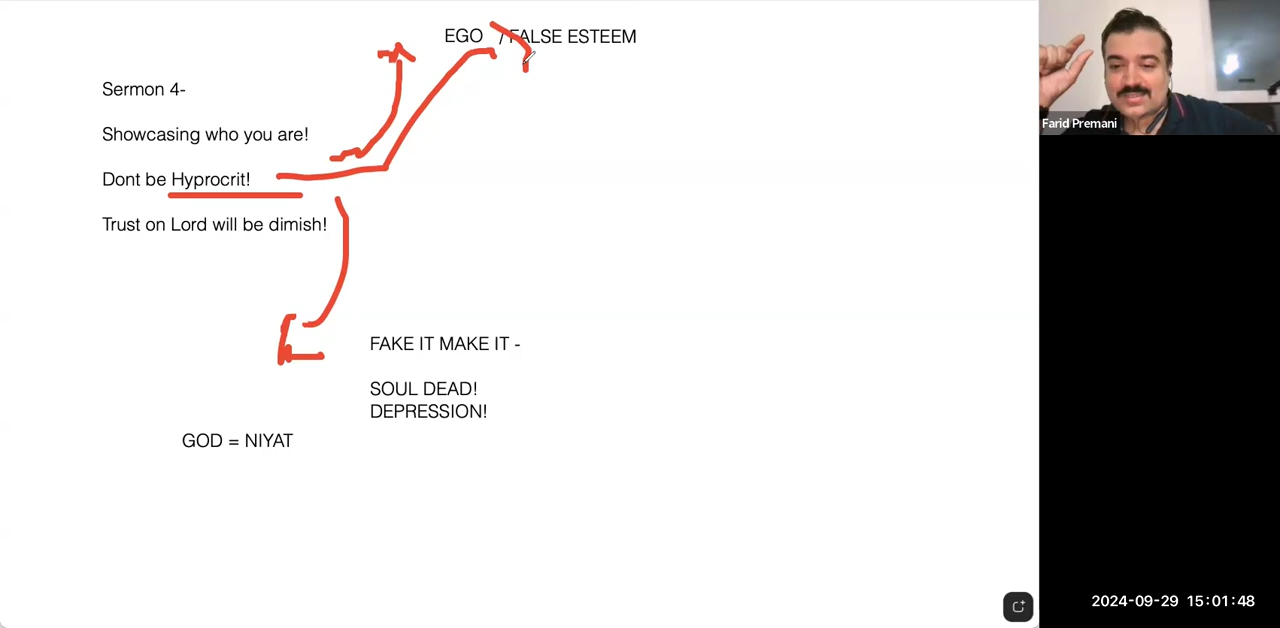 EGO / FALSE ESTEEM
Sermon 4-
Showcasing who you are!
Dont be Hyprocrit!
Trust on Lord will be dimish!
FAKE IT MAKE IT -
SOUL DEAD!
DEPRESSION!
GOD = NIYAT
Farid Premani
2024-09-29 15:01:48